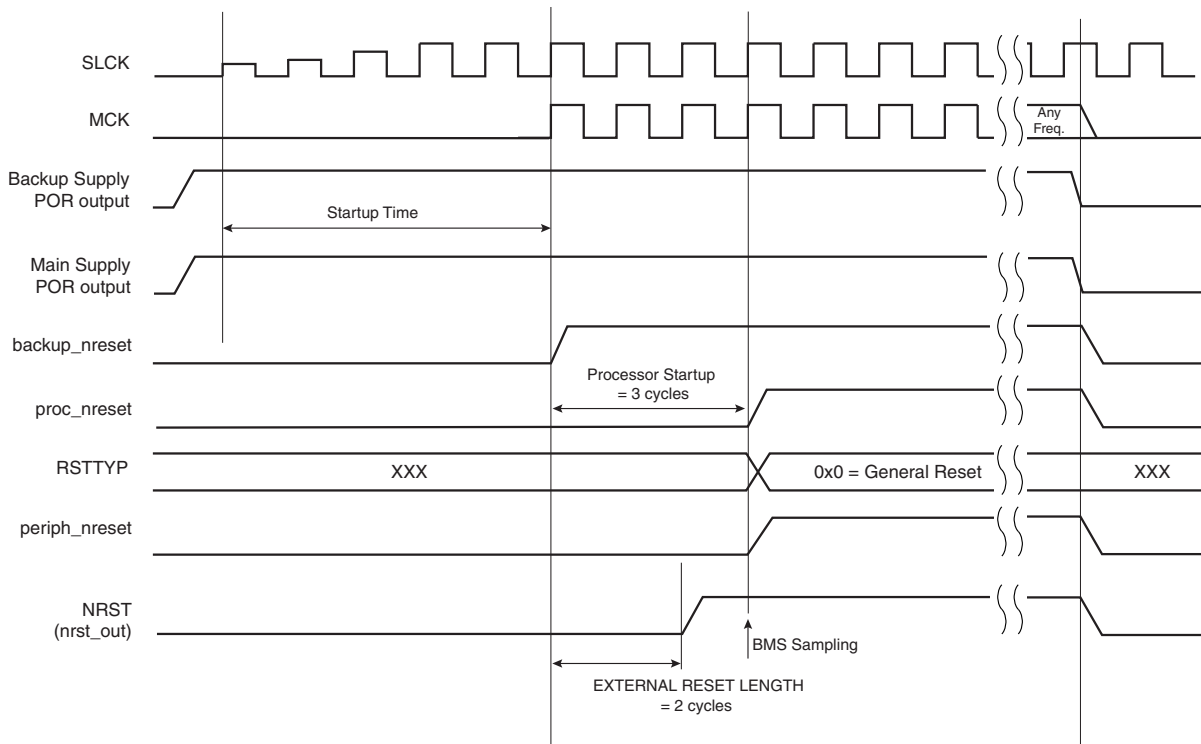 SLCK
MCK
Any
Freq.
Backup Supply
POR output
Startup Time
Main Supply
POR output
backup_nreset
Processor Startup
= 3 cycles
proc_nreset
RSTTYP
XXX
0x0 = General Reset
XXX
periph_nreset
NRST
(nrst_out)
BMS Sampling
EXTERNAL RESET LENGTH
= 2 cycles